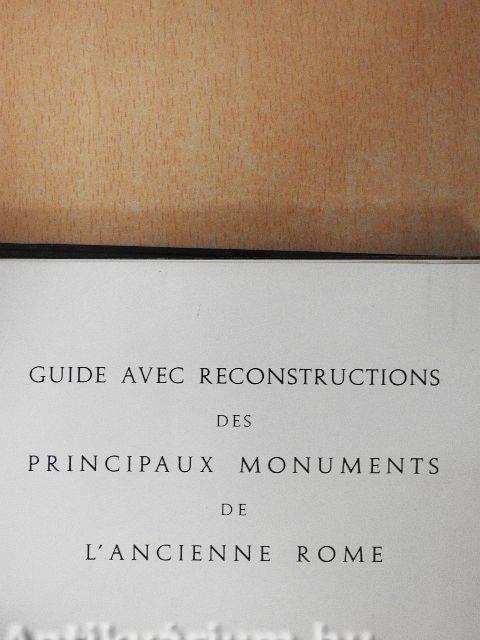 GUIDE AVEC RECONSTRUCTIONS
DES
PRINCIPAUX MONUMENTS
DE
L'ANCIENNE ROME